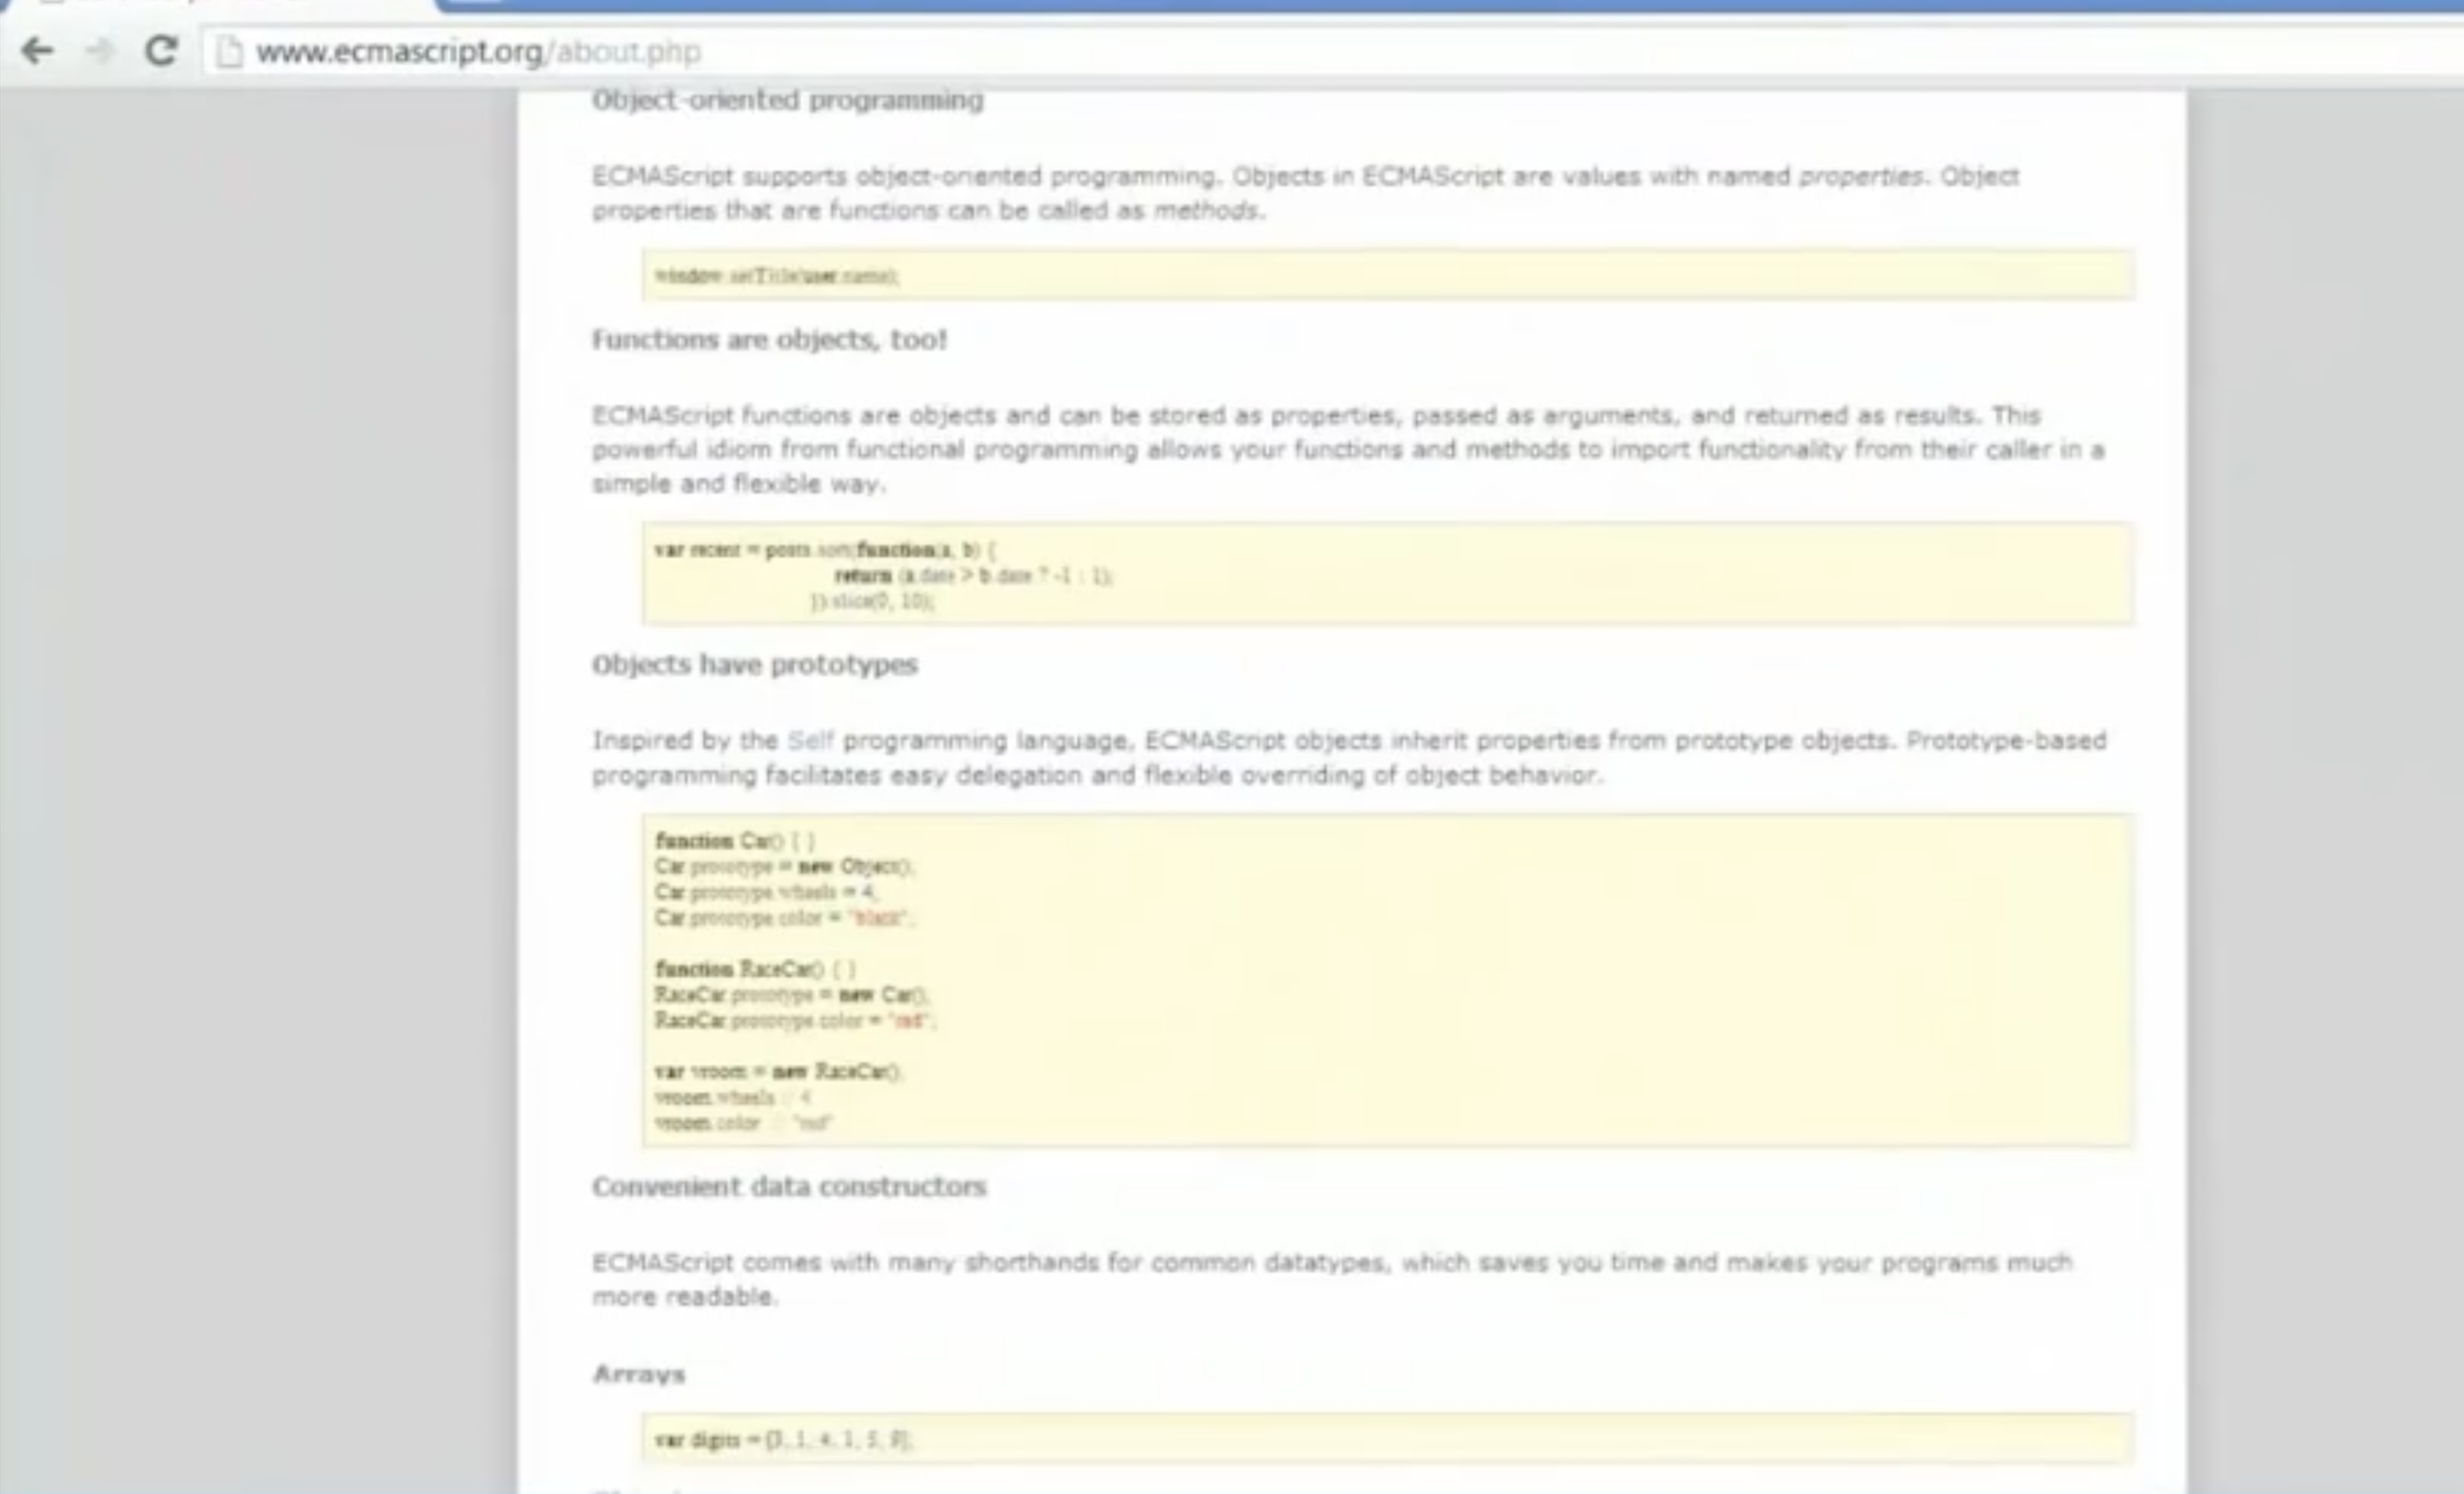 www.ecmascript.org/about.php
Object-oriented programming
ECMAScript supports object-oriented programming. Objects in ECMAScript are values with named properties. Object
properties that are functions can be called as methods.
window.setTitle(user.name);
Functions are objects, too!
ECMAScript functions are objects and can be stored as properties, passed as arguments, and returned as results. This
powerful idiom from functional programming allows your functions and methods to import functionality from their caller in a
simple and flexible way.
var recent = posts.sort(function(a, b) {
return (a.date > b.date ? -1 : 1);
}).slice(0, 10);
Objects have prototypes
Inspired by the Self programming language, ECMAScript objects inherit properties from prototype objects. Prototype-based
programming facilitates easy delegation and flexible overriding of object behavior.
function Car() { }
Car.prototype = new Object();
Car.prototype.wheels = 4;
Car.prototype.color = "black";
function RaceCar() { }
RaceCar.prototype = new Car();
RaceCar.prototype.color = "red";
var vroom = new RaceCar();
vroom.wheels // 4
vroom.color // "red"
Convenient data constructors
ECMAScript comes with many shorthands for common datatypes, which saves you time and makes your programs much
more readable.
Arrays
var digits = [3, 1, 4, 1, 5, 9];